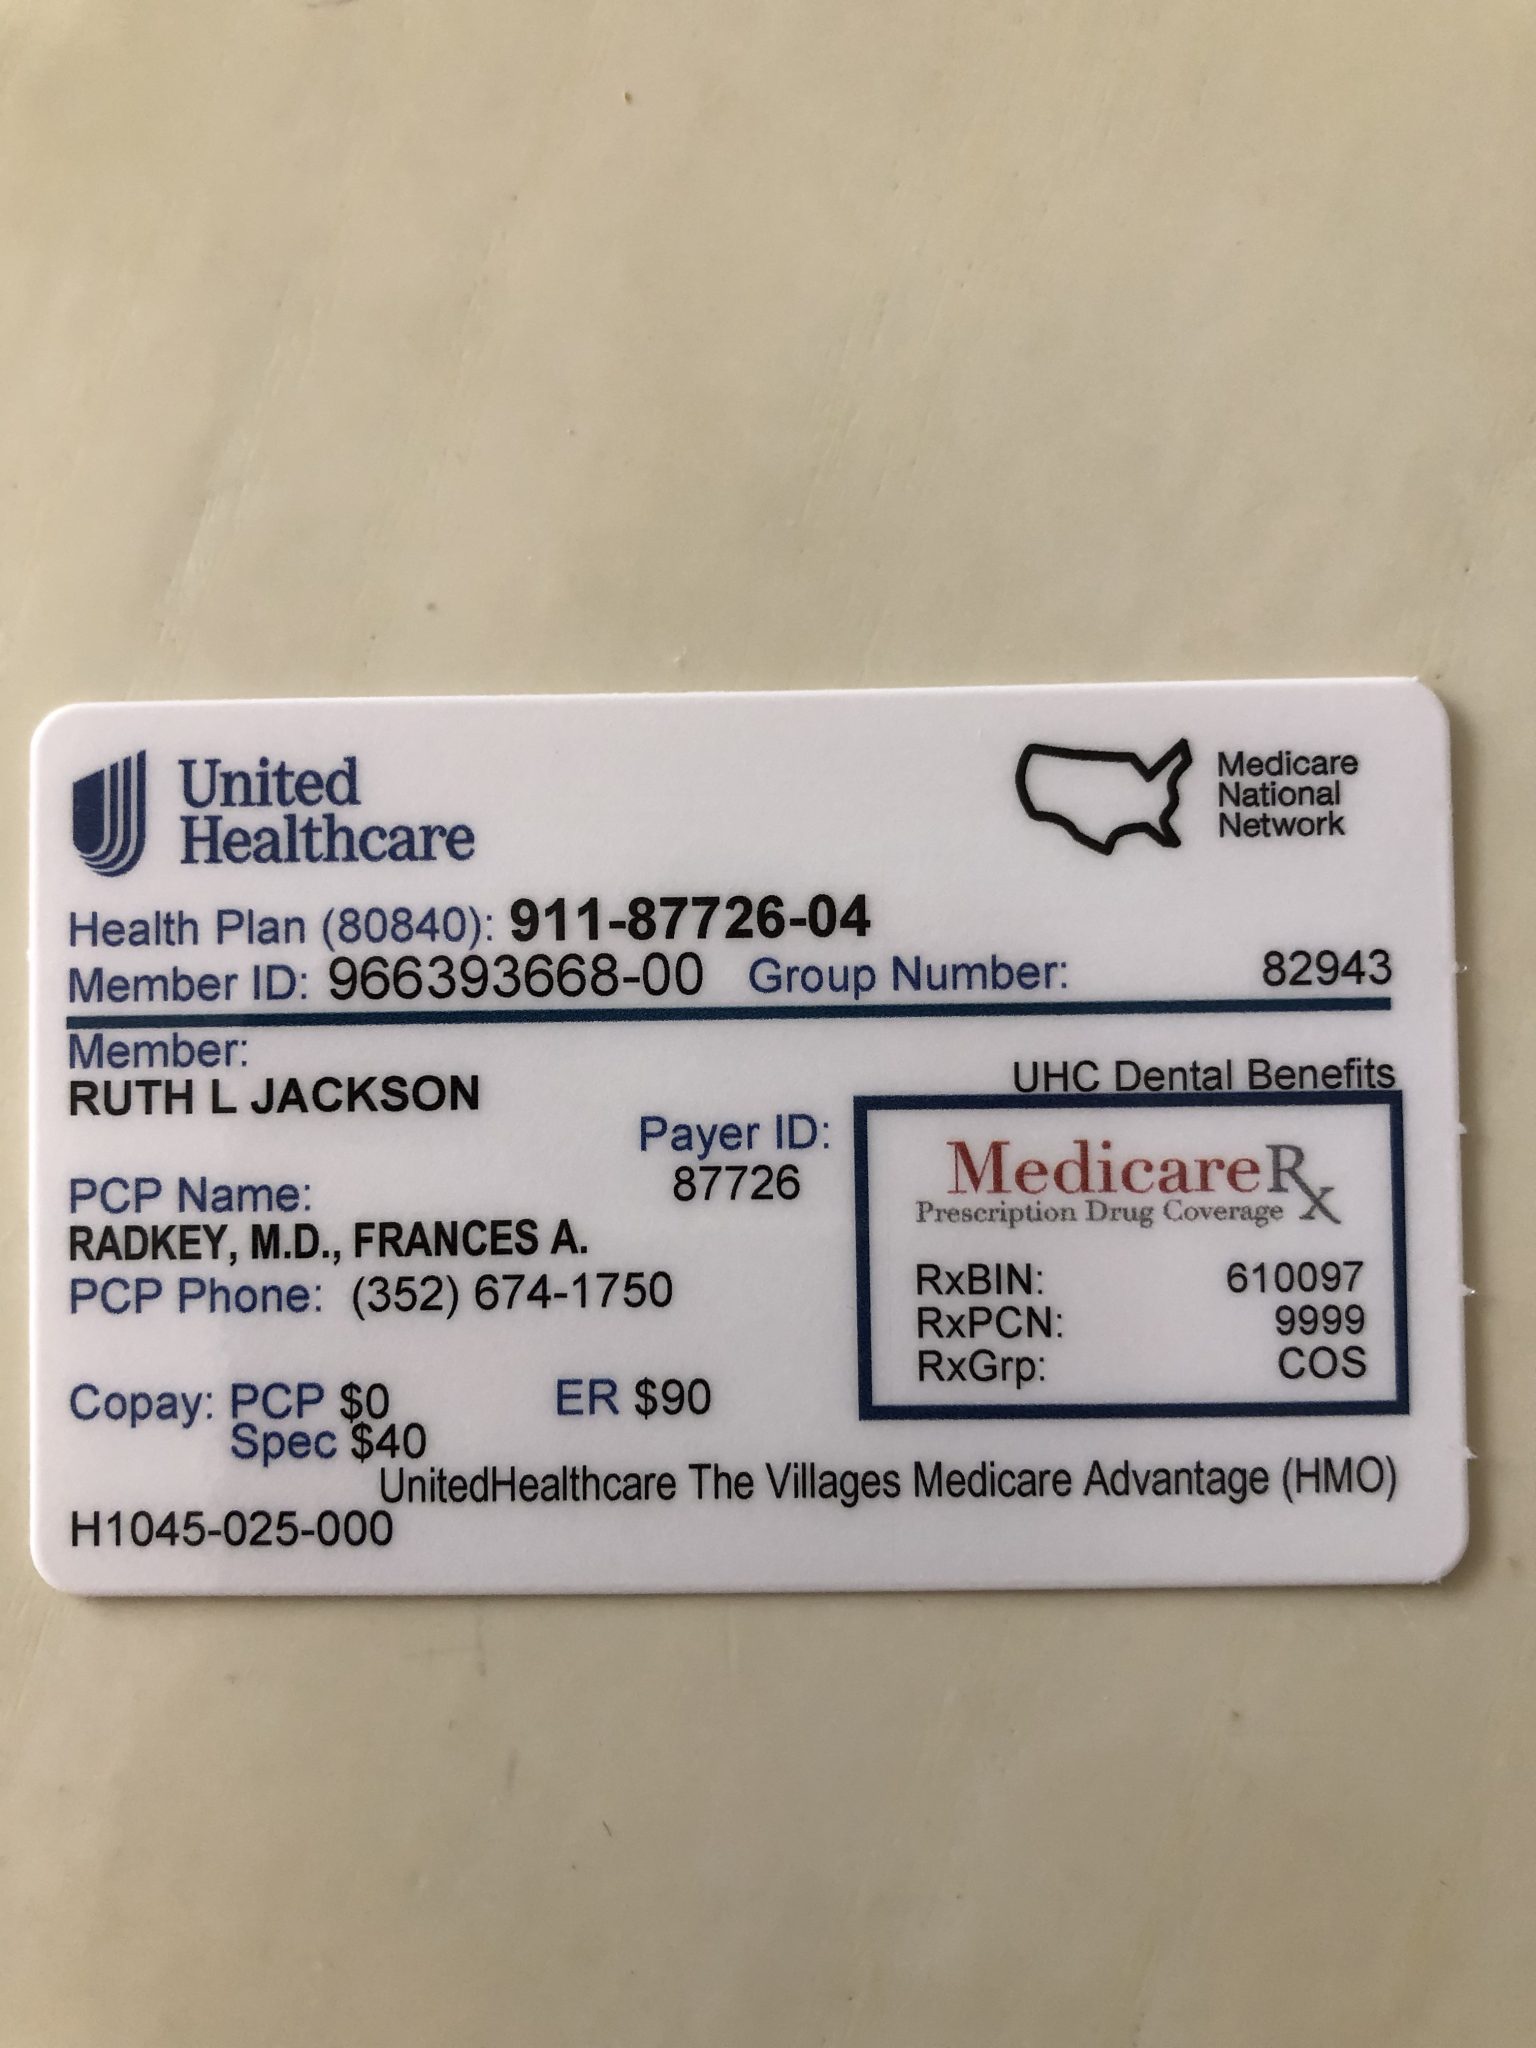 United
Healthcare
Medicare
National
Network
Health Plan (80840): 911-87726-04
Member ID: 966393668-00 Group Number: 82943
Member:
RUTH L JACKSON
UHC Dental Benefits
Payer ID:
87726
PCP Name:
RADKEY, M.D., FRANCES A.
PCP Phone: (352) 674-1750
MedicareRx
Prescription Drug Coverage
RxBIN: 610097
RxPCN: 9999
RxGrp: COS
Copay: PCP $0 ER $90
Spec $40
UnitedHealthcare The Villages Medicare Advantage (HMO)
H1045-025-000